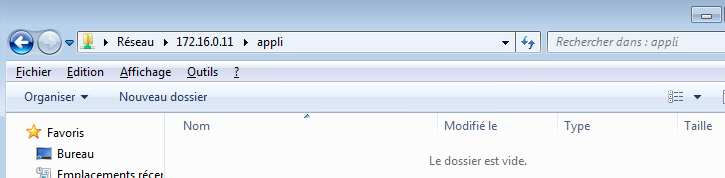 Réseau 172.16.0.11 appli Rechercher dans : appli
Fichier Edition Affichage Outils ?
Organiser Nouveau dossier
Nom Modifié le Type Taille
Favoris
Le dossier est vide.
Bureau
Emplacements récer